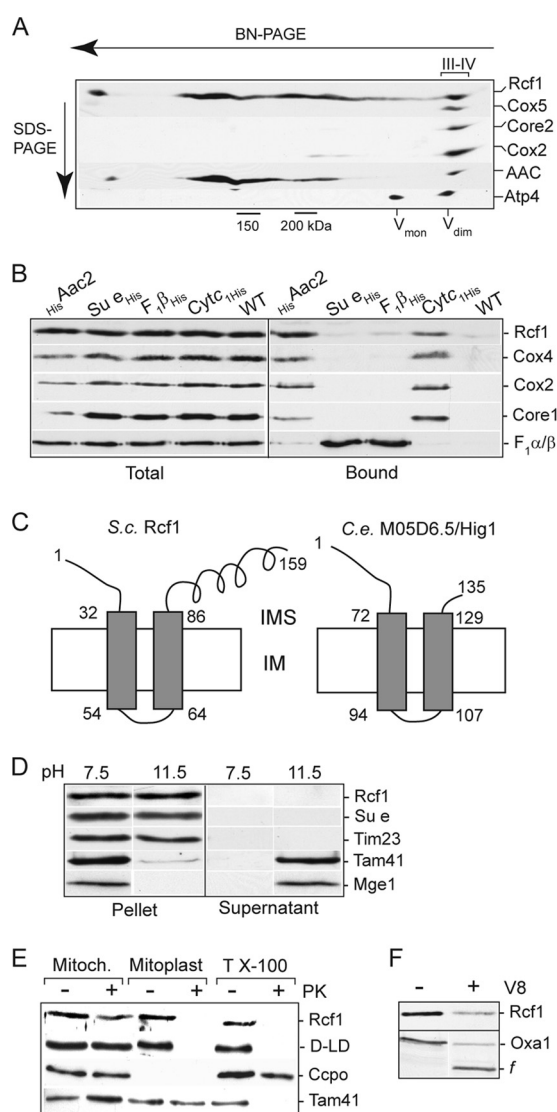 A
BN-PAGE
III-IV
SDS-
PAGE
Rcf1
Cox5
Core2
Cox2
AAC
Atp4
150 200 kDa Vmon Vdim
B
HisAac2 Su eHis F1βHis Cytc1His WT HisAac2 Su eHis F1βHis Cytc1His WT
Rcf1
Cox4
Cox2
Core1
F1α/β
Total Bound
C
S.c. Rcf1 C.e. M05D6.5/Hig1
1 159 1 135
32 86 IMS 72 129
IM
54 64 94 107
D
pH 7.5 11.5 7.5 11.5
Rcf1
Su e
Tim23
Tam41
Mge1
Pellet Supernatant
E
Mitoch. Mitoplast T X-100
- + - + - + PK
Rcf1
D-LD
Ccpo
Tam41
F
- + V8
Rcf1
Oxa1
f